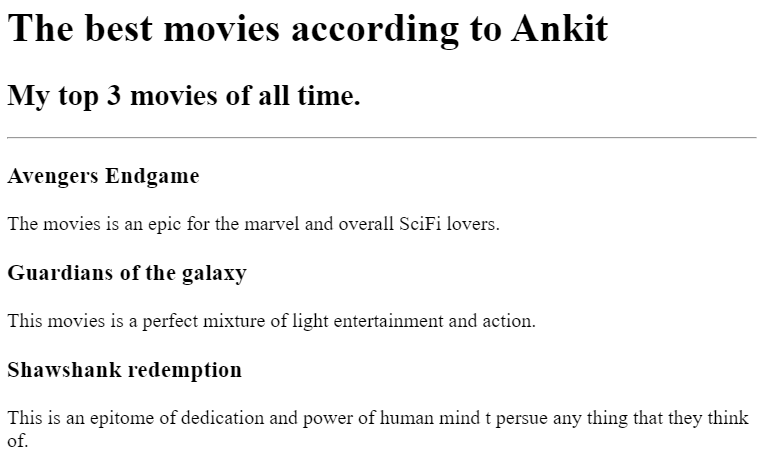 The best movies according to Ankit
My top 3 movies of all time.
Avengers Endgame
The movies is an epic for the marvel and overall SciFi lovers.
Guardians of the galaxy
This movies is a perfect mixture of light entertainment and action.
Shawshank redemption
This is an epitome of dedication and power of human mind t persue any thing that they think
of.